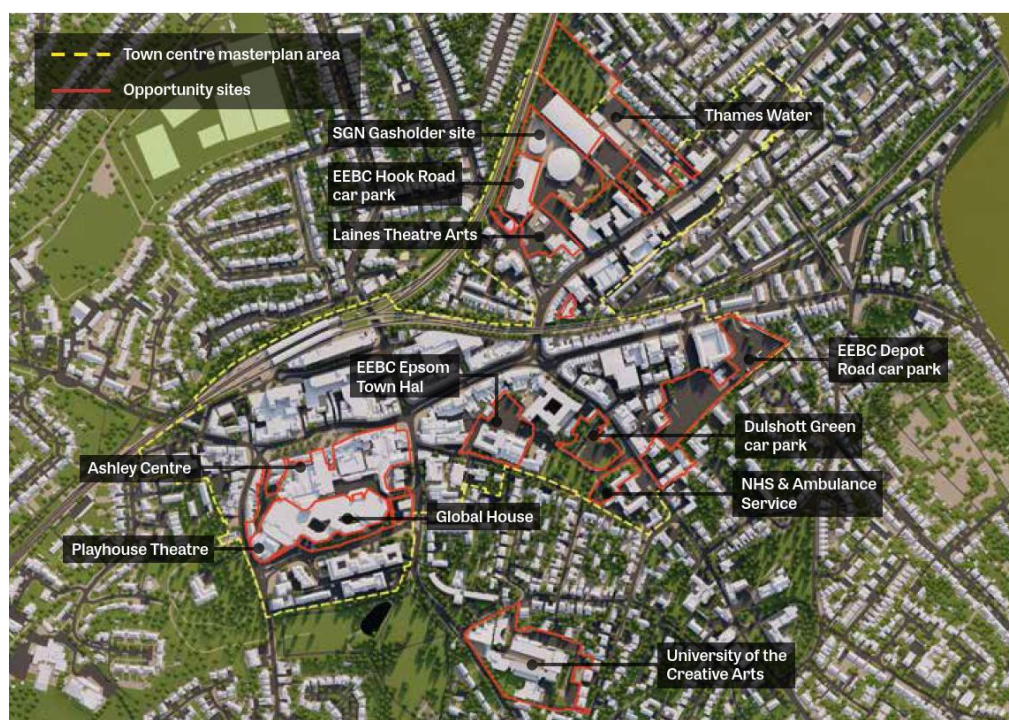 Town centre masterplan area
Opportunity sites
Thames Water
SGN Gasholder site
EEBC Hook Road
car park
Laines Theatre Arts
EEBC Epsom
Town Hal
EEBC Depot
Road car park
Dulshott Green
car park
Ashley Centre
NHS & Ambulance
Service
Global House
Playhouse Theatre
University of the
Creative Arts